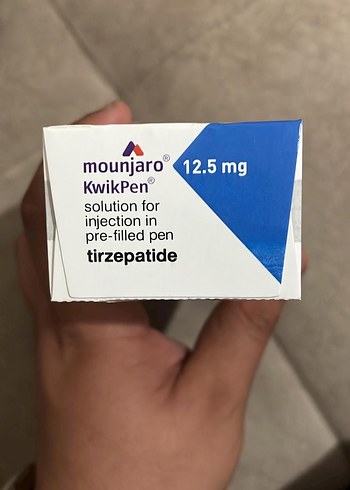 mounjaro®
12.5 mg
KwikPen®
solution for
injection in
pre-filled pen
tirzepatide